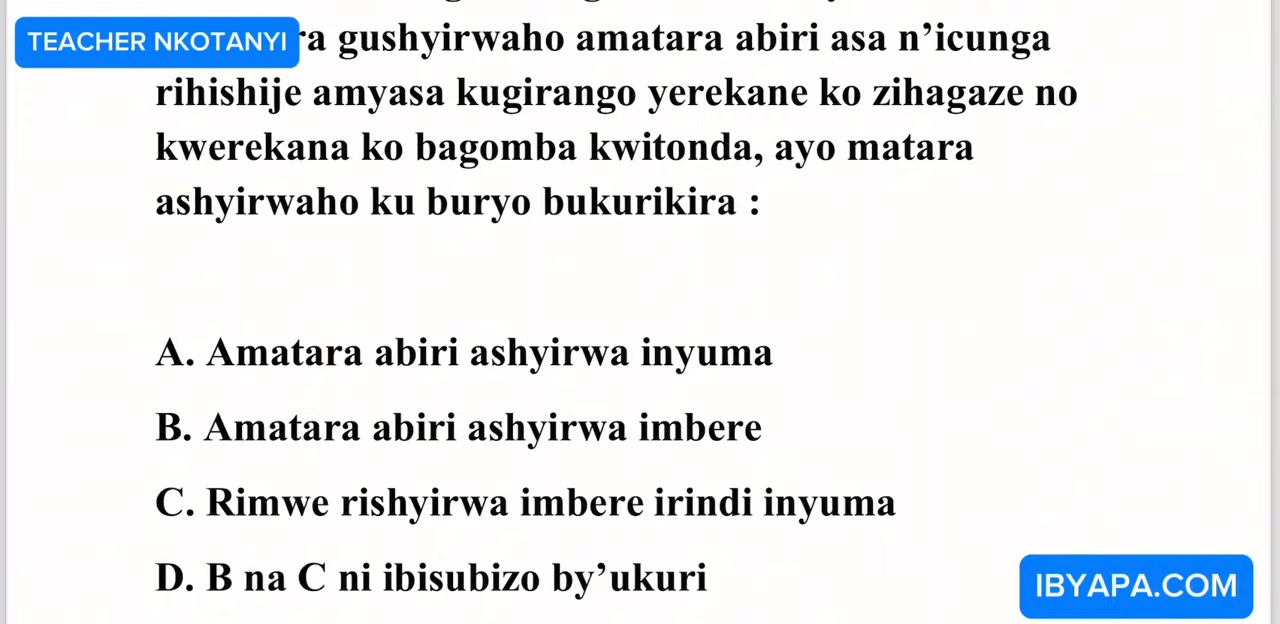 TEACHER NKOTANYI
gushyirwaho amatara abiri asa n’icunga
rihishije amyasa kugirango yerekane ko zihagaze no
kwerekana ko bagomba kwitonda, ayo matara
ashyirwaho ku buryo bukurikira :
A. Amatara abiri ashyirwa inyuma
B. Amatara abiri ashyirwa imbere
C. Rimwe rishyirwa imbere irindi inyuma
D. B na C ni ibisubizo by’ukuri
IBYAPA.COM